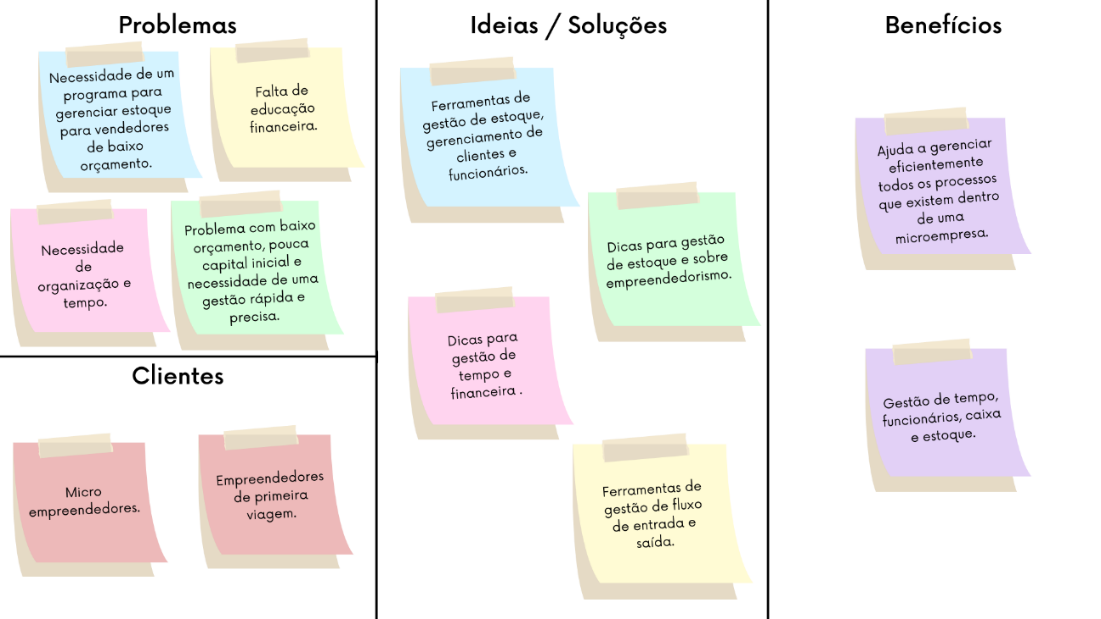 Problemas
Necessidade de um
programa para
gerenciar estoque
para vendedores
de baixo
orçamento.
Falta de
educação
financeira.
Necessidade
de
organização e
tempo.
Problema com baixo
orçamento, pouca
capital inicial e
necessidade de uma
gestão rápida e
precisa.
Clientes
Micro
empreendedores.
Empreendedores
de primeira
viagem.
Ideias / Soluções
Ferramentas de
gestão de estoque,
gerenciamento de
clientes e
funcionários.
Dicas para gestão
de estoque e sobre
empreendedorismo.
Dicas para
gestão de
tempo e
financeira .
Ferramentas de
gestão de fluxo
de entrada e
saída.
Benefícios
Ajuda a gerenciar
eficientemente
todos os processos
que existem dentro
de uma
microempresa.
Gestão de tempo,
funcionários, caixa
e estoque.